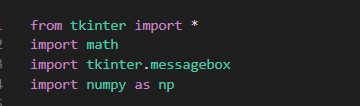 from tkinter import *
import math
import tkinter.messagebox
import numpy as np